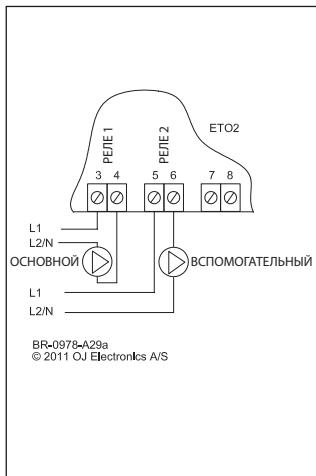 ETO2
РЕЛЕ 1
РЕЛЕ 2
3 4 5 6 7 8
L1
L2/N
ОСНОВНОЙ
ВСПОМОГАТЕЛЬНЫЙ
L1
L2/N
BR-0978-A29a
© 2011 OJ Electronics A/S